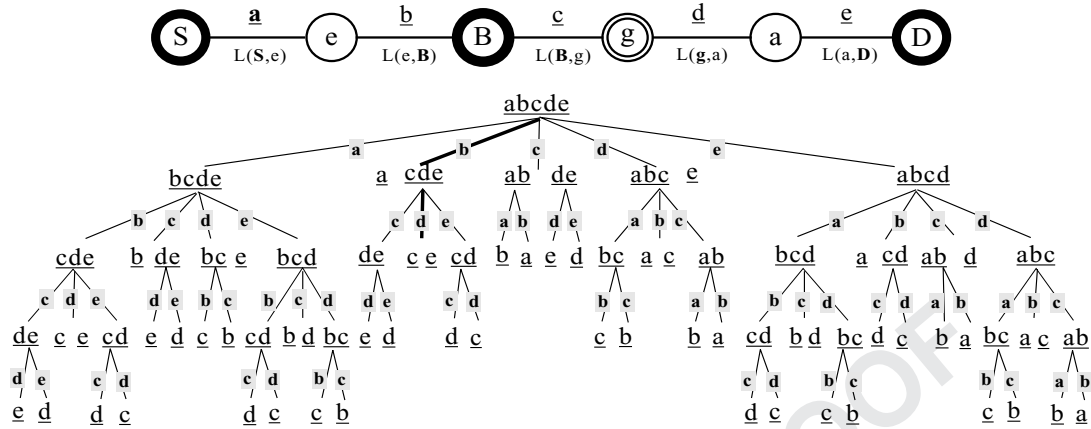 a b c d e
S e B g a D
L(S,e) L(e,B) L(B,g) L(g,a) L(a,D)
abcde
a b c d e
bcde a cde ab de abc e abcd
b c d e c d e a b d e a b c a b c d
cde b de bc e bcd de c e cd b a e d bc a c ab bcd a cd ab d abc
c d e d e b c b c d d e c d b c a b b c d c d a b a b c
de c e cd e d c b cd b d bc e d d c c b b a cd b d bc d c b a bc a c ab
d e c d c d b c c d b c b c a b
e d d c d c c b d c c b c b b a
PROOF